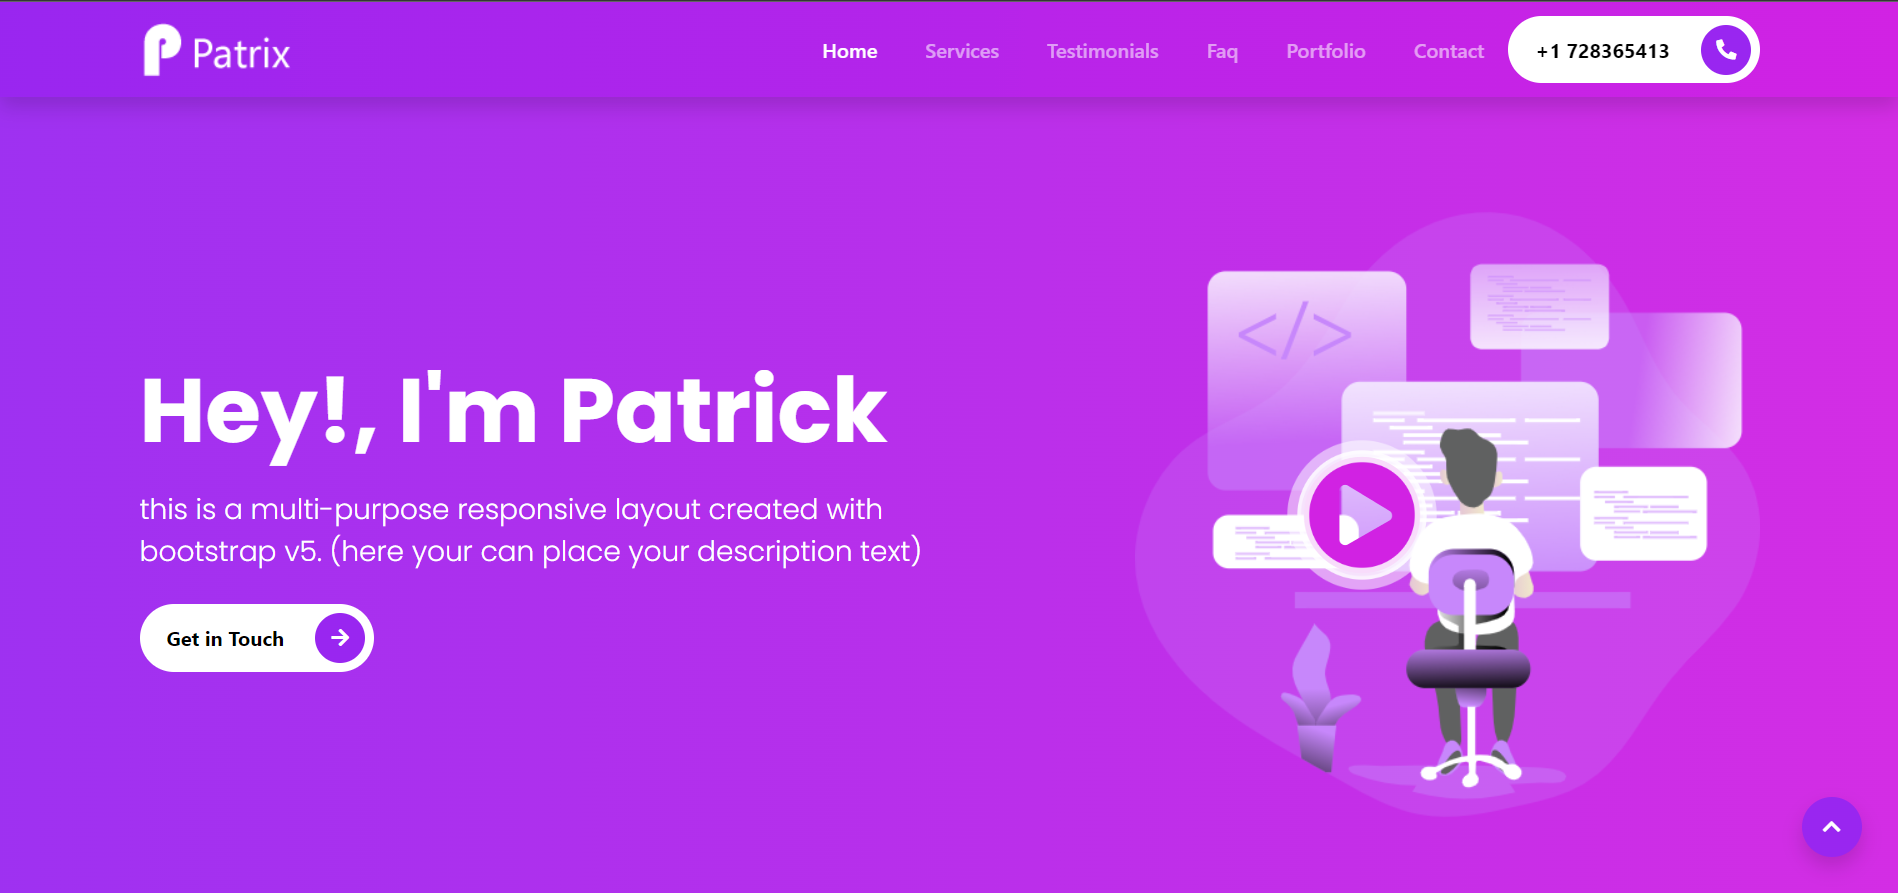 Patrix
Home Services Testimonials Faq Portfolio Contact +1 728365413
</>
Hey!, I'm Patrick
this is a multi-purpose responsive layout created with
bootstrap v5. (here your can place your description text)
Get in Touch